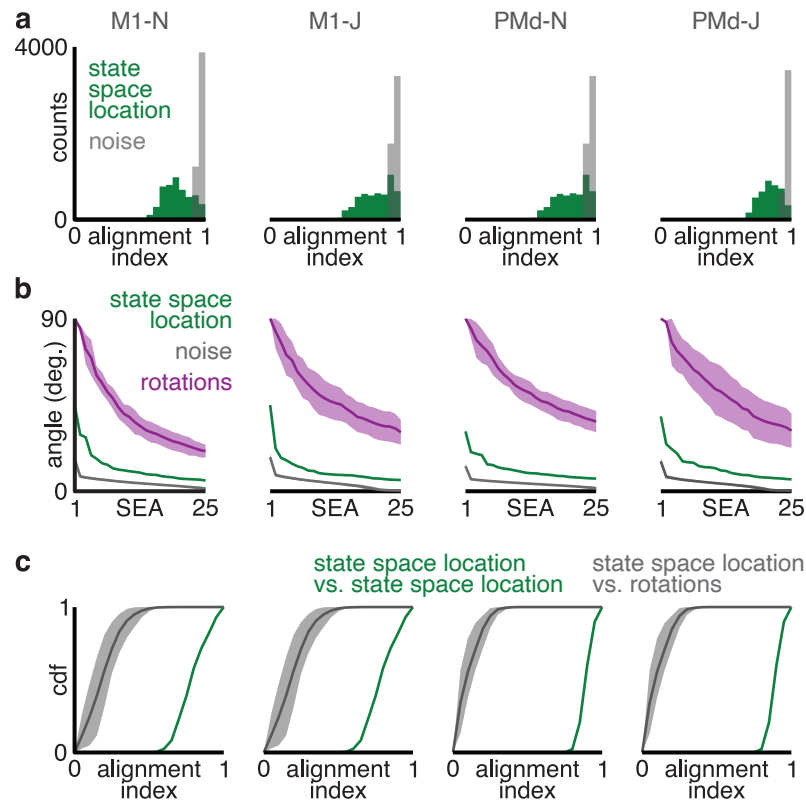 a
M1-N M1-J PMd-N PMd-J
4000
counts
0
state
space
location
noise
0 alignment 1
index
0 alignment 1
index
0 alignment 1
index
0 alignment 1
index
b
90
angle (deg.)
0
state space
location
noise
rotations
1 SEA 25
1 SEA 25
1 SEA 25
1 SEA 25
c
state space location
vs. state space location
state space location
vs. rotations
1
cdf
0
0 alignment 1
index
0 alignment 1
index
0 alignment 1
index
0 alignment 1
index